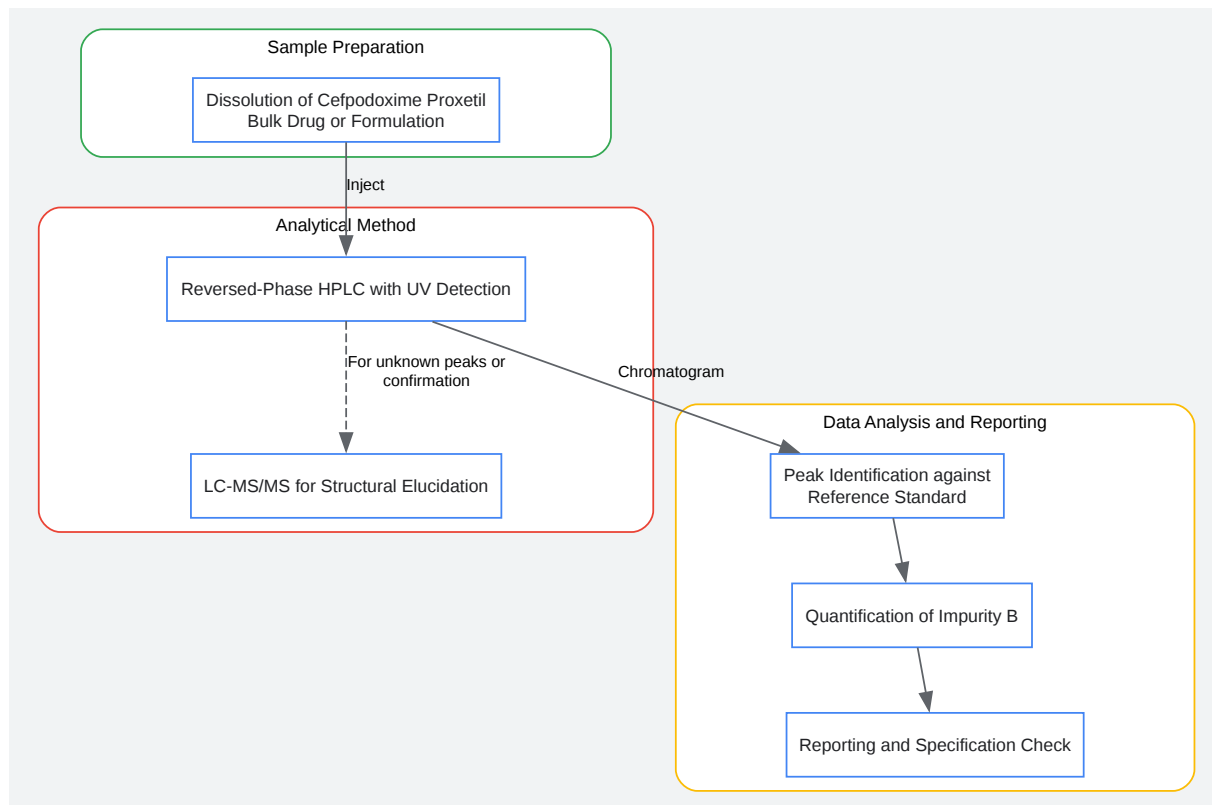 Sample Preparation
Dissolution of Cefpodoxime Proxetil
Bulk Drug or Formulation
Inject
Analytical Method
Reversed-Phase HPLC with UV Detection
For unknown peaks or
confirmation
Chromatogram
LC-MS/MS for Structural Elucidation
Data Analysis and Reporting
Peak Identification against
Reference Standard
Quantification of Impurity B
Reporting and Specification Check